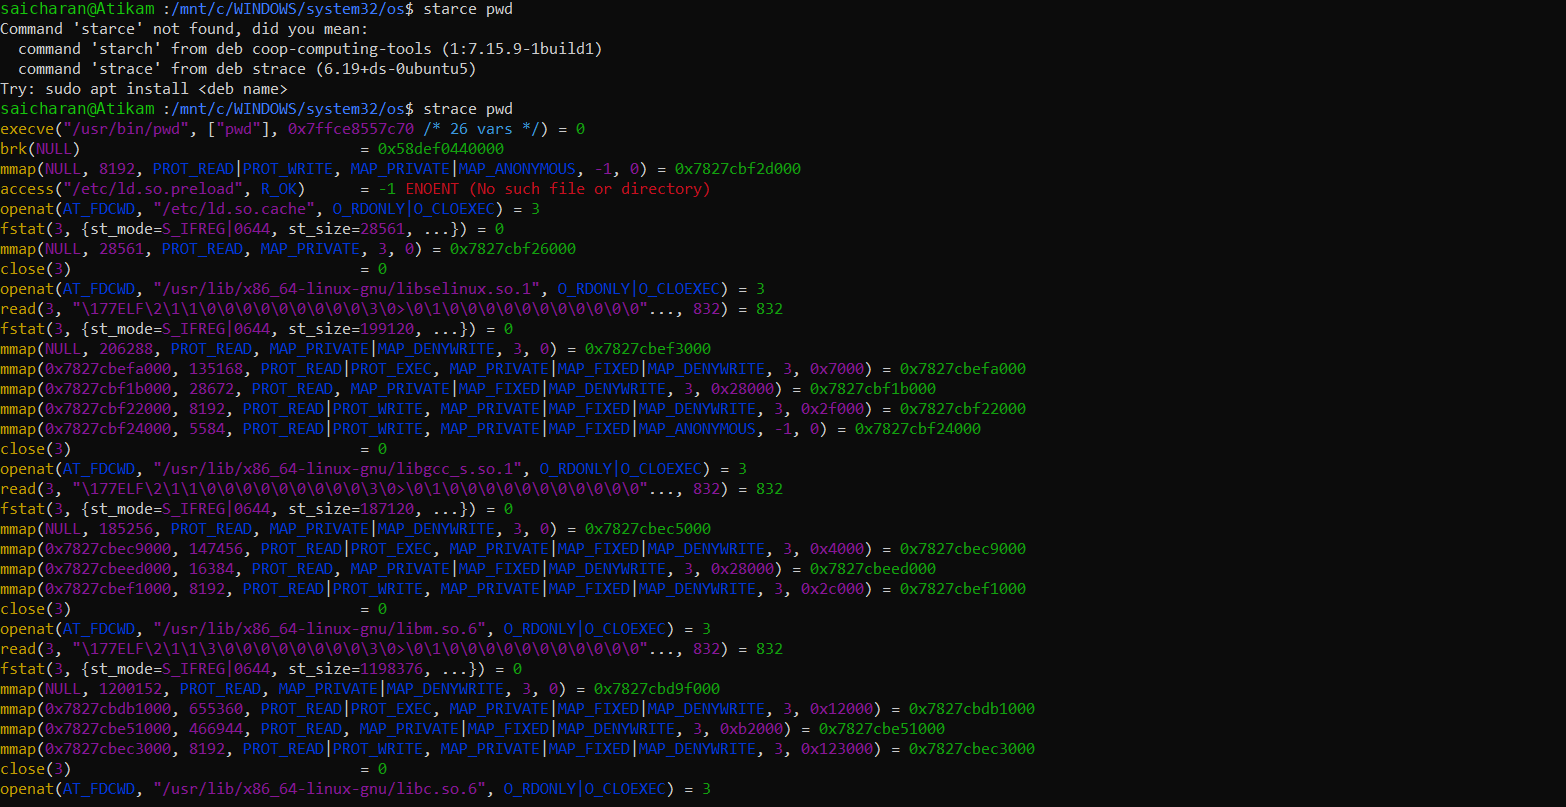 saicharan@Atikam :/mnt/c/WINDOWS/system32/os$ starce pwd
Command 'starce' not found, did you mean:
  command 'starch' from deb coop-computing-tools (1:7.15.9-1build1)
  command 'strace' from deb strace (6.19+ds-0ubuntu5)
Try: sudo apt install <deb name>
saicharan@Atikam :/mnt/c/WINDOWS/system32/os$ strace pwd
execve("/usr/bin/pwd", ["pwd"], 0x7ffce8557c70 /* 26 vars */) = 0
brk(NULL)                               = 0x58def0440000
mmap(NULL, 8192, PROT_READ|PROT_WRITE, MAP_PRIVATE|MAP_ANONYMOUS, -1, 0) = 0x7827cbf2d000
access("/etc/ld.so.preload", R_OK)      = -1 ENOENT (No such file or directory)
openat(AT_FDCWD, "/etc/ld.so.cache", O_RDONLY|O_CLOEXEC) = 3
fstat(3, {st_mode=S_IFREG|0644, st_size=28561, ...}) = 0
mmap(NULL, 28561, PROT_READ, MAP_PRIVATE, 3, 0) = 0x7827cbf26000
close(3)                                = 0
openat(AT_FDCWD, "/usr/lib/x86_64-linux-gnu/libselinux.so.1", O_RDONLY|O_CLOEXEC) = 3
read(3, "\177ELF\2\1\1\0\0\0\0\0\0\0\0\0\3\0>\0\1\0\0\0\0\0\0\0\0\0\0\0"..., 832) = 832
fstat(3, {st_mode=S_IFREG|0644, st_size=199120, ...}) = 0
mmap(NULL, 206288, PROT_READ, MAP_PRIVATE|MAP_DENYWRITE, 3, 0) = 0x7827cbef3000
mmap(0x7827cbefa000, 135168, PROT_READ|PROT_EXEC, MAP_PRIVATE|MAP_FIXED|MAP_DENYWRITE, 3, 0x7000) = 0x7827cbefa000
mmap(0x7827cbf1b000, 28672, PROT_READ, MAP_PRIVATE|MAP_FIXED|MAP_DENYWRITE, 3, 0x28000) = 0x7827cbf1b000
mmap(0x7827cbf22000, 8192, PROT_READ|PROT_WRITE, MAP_PRIVATE|MAP_FIXED|MAP_DENYWRITE, 3, 0x2f000) = 0x7827cbf22000
mmap(0x7827cbf24000, 5584, PROT_READ|PROT_WRITE, MAP_PRIVATE|MAP_FIXED|MAP_ANONYMOUS, -1, 0) = 0x7827cbf24000
close(3)                                = 0
openat(AT_FDCWD, "/usr/lib/x86_64-linux-gnu/libgcc_s.so.1", O_RDONLY|O_CLOEXEC) = 3
read(3, "\177ELF\2\1\1\0\0\0\0\0\0\0\0\0\3\0>\0\1\0\0\0\0\0\0\0\0\0\0\0"..., 832) = 832
fstat(3, {st_mode=S_IFREG|0644, st_size=187120, ...}) = 0
mmap(NULL, 185256, PROT_READ, MAP_PRIVATE|MAP_DENYWRITE, 3, 0) = 0x7827cbec5000
mmap(0x7827cbec9000, 147456, PROT_READ|PROT_EXEC, MAP_PRIVATE|MAP_FIXED|MAP_DENYWRITE, 3, 0x4000) = 0x7827cbec9000
mmap(0x7827cbeed000, 16384, PROT_READ, MAP_PRIVATE|MAP_FIXED|MAP_DENYWRITE, 3, 0x28000) = 0x7827cbeed000
mmap(0x7827cbef1000, 8192, PROT_READ|PROT_WRITE, MAP_PRIVATE|MAP_FIXED|MAP_DENYWRITE, 3, 0x2c000) = 0x7827cbef1000
close(3)                                = 0
openat(AT_FDCWD, "/usr/lib/x86_64-linux-gnu/libm.so.6", O_RDONLY|O_CLOEXEC) = 3
read(3, "\177ELF\2\1\1\3\0\0\0\0\0\0\0\0\3\0>\0\1\0\0\0\0\0\0\0\0\0\0\0"..., 832) = 832
fstat(3, {st_mode=S_IFREG|0644, st_size=1198376, ...}) = 0
mmap(NULL, 1200152, PROT_READ, MAP_PRIVATE|MAP_DENYWRITE, 3, 0) = 0x7827cbd9f000
mmap(0x7827cbdb1000, 655360, PROT_READ|PROT_EXEC, MAP_PRIVATE|MAP_FIXED|MAP_DENYWRITE, 3, 0x12000) = 0x7827cbdb1000
mmap(0x7827cbe51000, 466944, PROT_READ, MAP_PRIVATE|MAP_FIXED|MAP_DENYWRITE, 3, 0xb2000) = 0x7827cbe51000
mmap(0x7827cbec3000, 8192, PROT_READ|PROT_WRITE, MAP_PRIVATE|MAP_FIXED|MAP_DENYWRITE, 3, 0x123000) = 0x7827cbec3000
close(3)                                = 0
openat(AT_FDCWD, "/usr/lib/x86_64-linux-gnu/libc.so.6", O_RDONLY|O_CLOEXEC) = 3